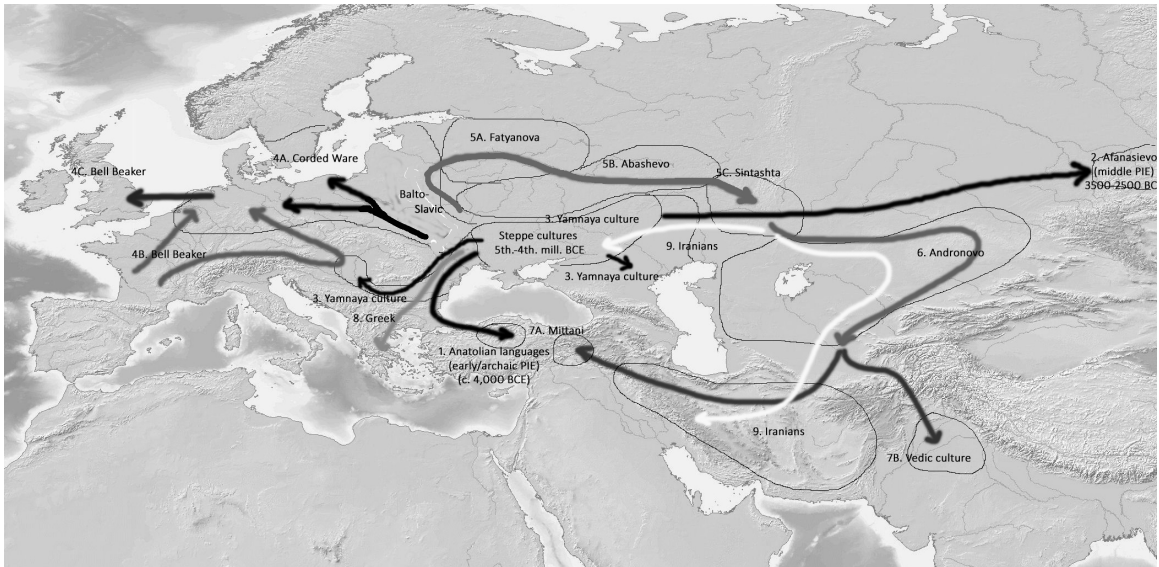 5A. Fatyanova
4A. Corded Ware
5B. Abashevo
2. Afanasievo
(middle PIE)
3500-2500 BC
4C. Bell Beaker
5C. Sintashta
Balto-
Slavic
3. Yamnaya culture
Steppe cultures
5th.-4th. mill. BCE
9. Iranians
4B. Bell Beaker
6. Andronovo
3. Yamnaya culture
3. Yamnaya culture
8. Greek
7A. Mittani
1. Anatolian languages
(early/archaic PIE)
(c. 4,000 BCE)
9. Iranians
7B. Vedic culture